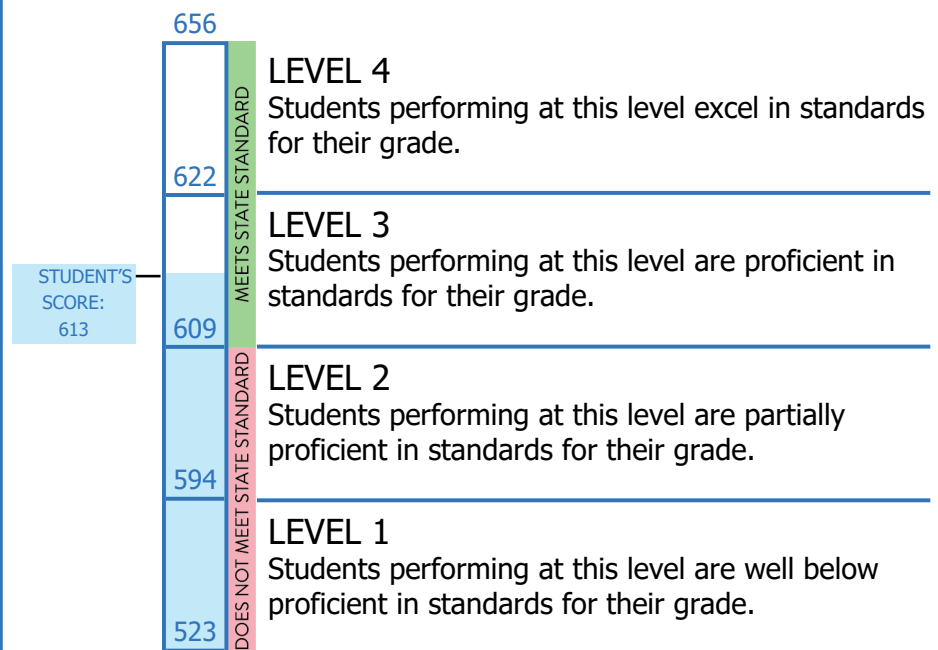 656
LEVEL 4
Students performing at this level excel in standards
for their grade.
MEETS STATE STANDARD
622
LEVEL 3
Students performing at this level are proficient in
standards for their grade.
STUDENT'S
SCORE:
613
609
LEVEL 2
Students performing at this level are partially
proficient in standards for their grade.
DOES NOT MEET STATE STANDARD
594
LEVEL 1
Students performing at this level are well below
proficient in standards for their grade.
523